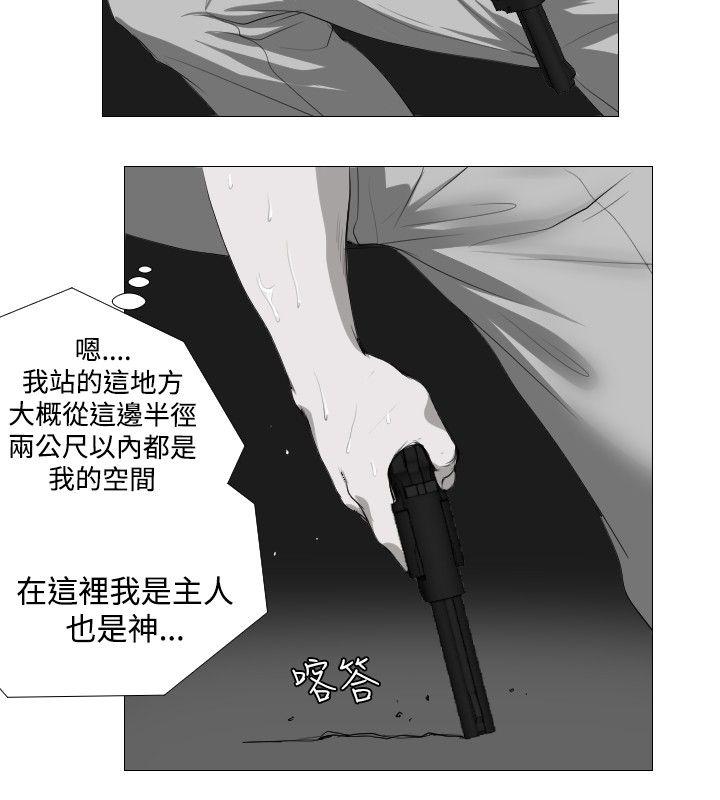 嗯....
我站的這地方
大概從這邊半徑
兩公尺以內都是
我的空間
在這裡我是主人
也是神...
喀答